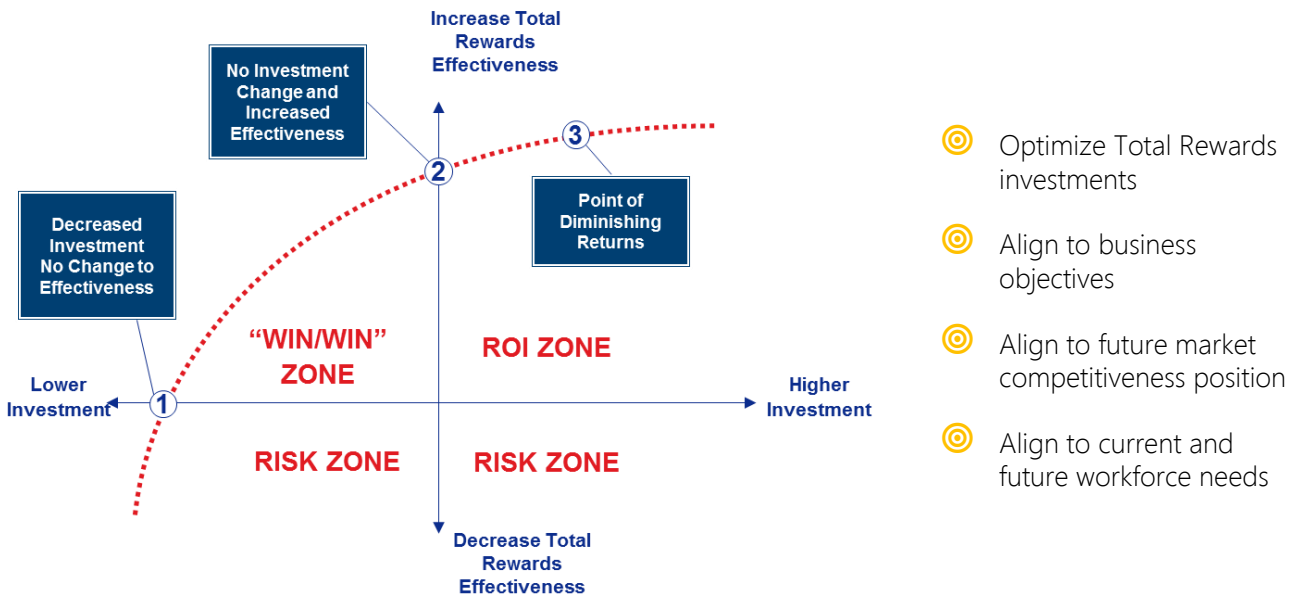 Increase Total
Rewards
Effectiveness
No Investment
Change and
Increased
Effectiveness
3
2
Point of
Diminishing
Returns
Decreased
Investment
No Change to
Effectiveness
“WIN/WIN”
ZONE
ROI ZONE
Lower
Investment
1
Higher
Investment
RISK ZONE
RISK ZONE
Decrease Total
Rewards
Effectiveness
Optimize Total Rewards
investments
Align to business
objectives
Align to future market
competitiveness position
Align to current and
future workforce needs